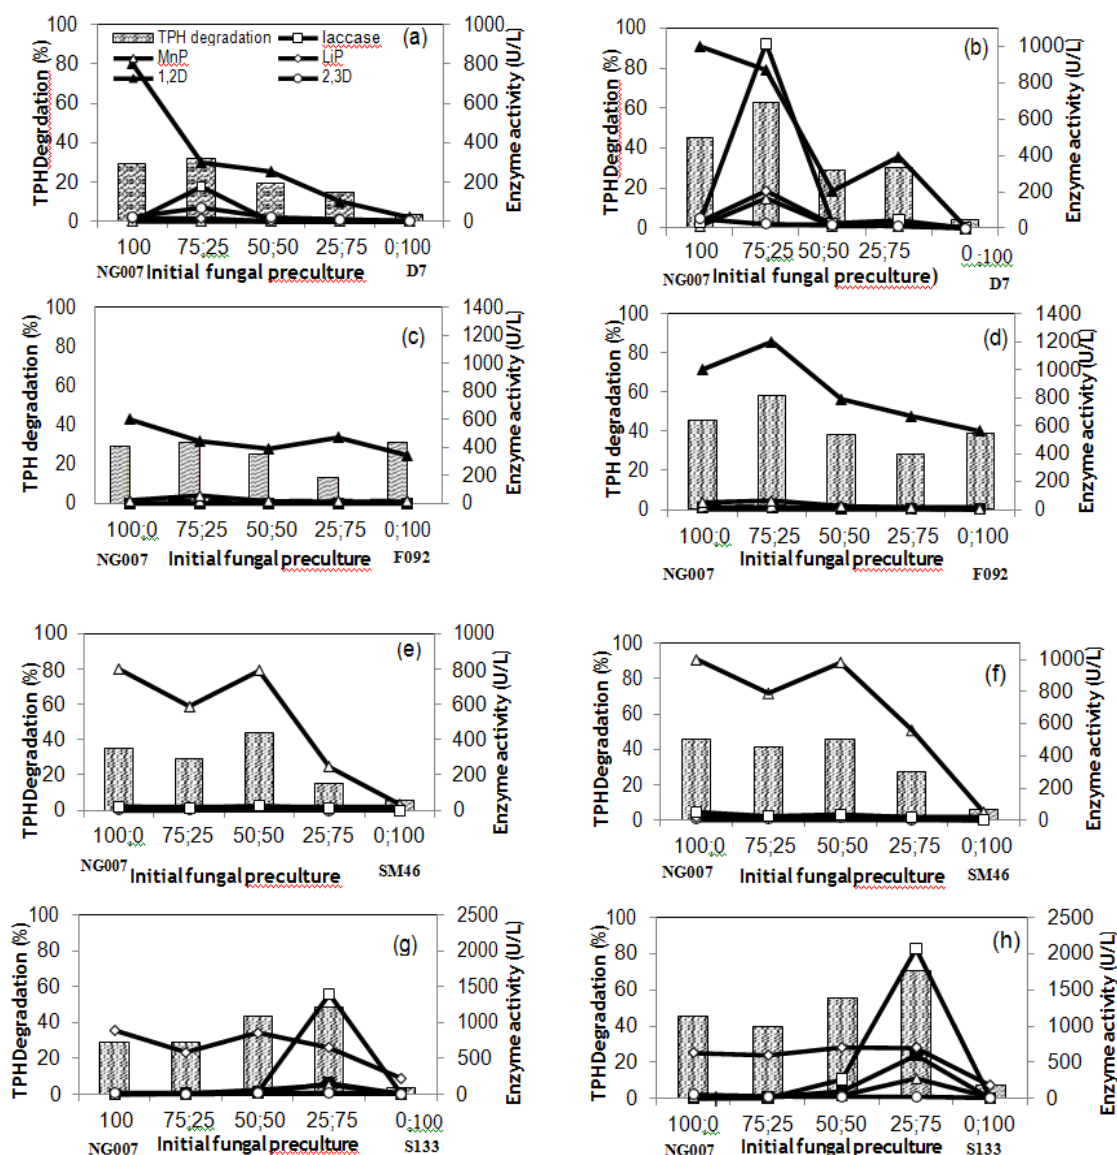 (a)
TPH degradation
laccase
MnP
LiP
1,2D
2,3D
TPHDegrdation (%)
100
80
60
40
20
0
Enzyme activity (U/L)
1000
800
600
400
200
0
100 75;25 50;50 25;75 0;100
NG007 Initial fungal preculture D7
(b)
TPHDegrdation (%)
100
80
60
40
20
0
Enzyme activity (U/L)
1000
800
600
400
200
0
100 75;25 50;50 25;75 0;100
NG007 Initial fungal preculture) D7
(c)
TPH degradation (%)
100
80
60
40
20
0
Enzyme activity (U/L)
1400
1200
1000
800
600
400
200
0
100;0 75;25 50;50 25;75 0;100
NG007 Initial fungal preculture F092
(d)
TPH degradation (%)
100
80
60
40
20
0
Enzyme activity (U/L)
1400
1200
1000
800
600
400
200
0
100;0 75;25 50;50 25;75 0;100
NG007 Initial fungal preculture F092
(e)
TPHDegradation (%)
100
80
60
40
20
0
Enzyme activity (U/L)
1000
800
600
400
200
0
100:0 75;25 50;50 25;75 0;100
NG007 Initial fungal preculture SM46
(f)
TPHDegradation (%)
100
80
60
40
20
0
Enzyme activity (U/L)
1000
800
600
400
200
0
100;0 75;25 50;50 25;75 0;100
NG007 Initial fungal preculture SM46
(g)
TPHDegradation (%)
100
80
60
40
20
0
Enzyme activity (U/L)
2500
2000
1500
1000
500
0
100 75;25 50;50 25;75 0;100
NG007 Initial fungal preculture S133
(h)
TPHDegradation (%)
100
80
60
40
20
0
Enzyme activity (U/L)
2500
2000
1500
1000
500
0
100;0 75;25 50;50 25;75 0;100
NG007 Initial fungal preculture S133